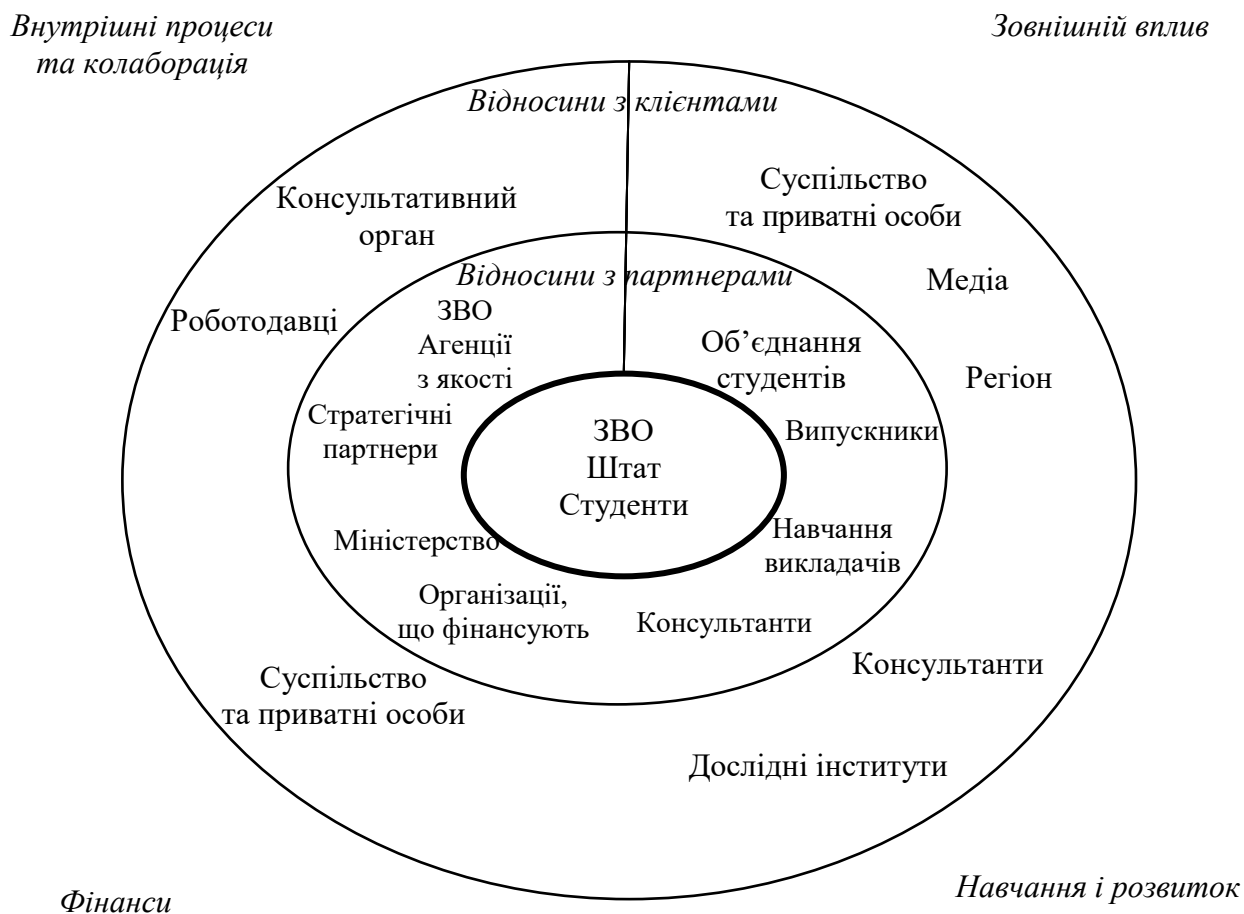 Внутрішні процеси
та колаборація
Зовнішній вплив
Відносини з клієнтами
Консультативний
орган
Суспільство
та приватні особи
Медіа
Відносини з партнерами
Роботодавці
ЗВО
Агенції
з якості
Об’єднання
студентів
Регіон
Стратегічні
партнери
ЗВО
Штат
Студенти
Випускники
Міністерство
Навчання
викладачів
Організації,
що фінансують
Консультанти
Суспільство
та приватні особи
Консультанти
Дослідні інститути
Фінанси
Навчання і розвиток